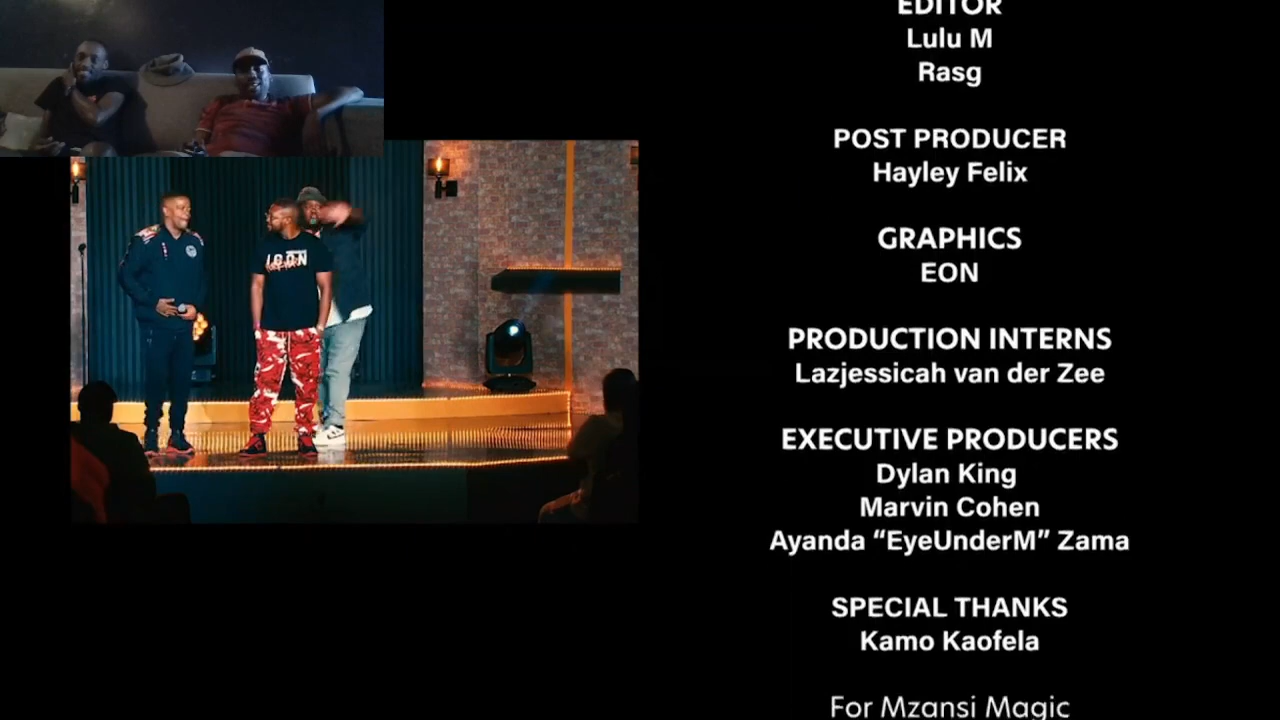 EDITOR
Lulu M
Rasg
POST PRODUCER
Hayley Felix
GRAPHICS
EON
PRODUCTION INTERNS
Lazjessicah van der Zee
EXECUTIVE PRODUCERS
Dylan King
Marvin Cohen
Ayanda “EyeUnderM” Zama
SPECIAL THANKS
Kamo Kaofela
For Mzansi Magic
ICON